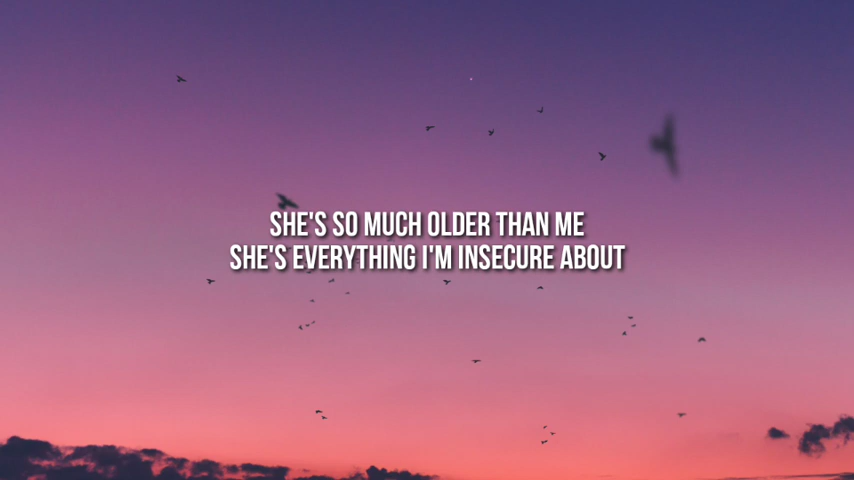 SHE'S SO MUCH OLDER THAN ME
SHE'S EVERYTHING I'M INSECURE ABOUT